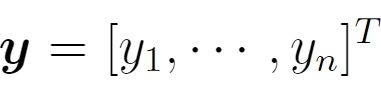 y = [y₁, ⋯ , yₙ]ᵀ